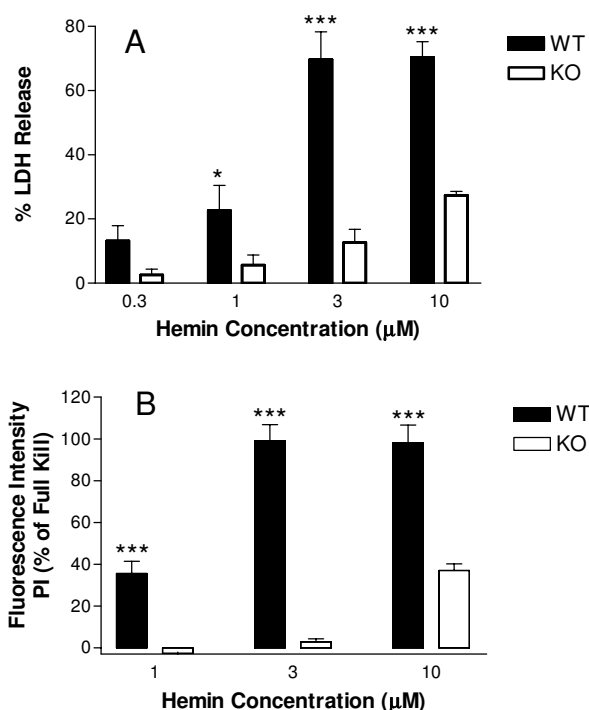 A
WT
KO
% LDH Release
80
60
40
20
0
***
***
*
0.3 1 3 10
Hemin Concentration (μM)
B
WT
KO
Fluorescence Intensity
PI (% of Full Kill)
120
100
80
60
40
20
0
***
***
***
1 3 10
Hemin Concentration (μM)